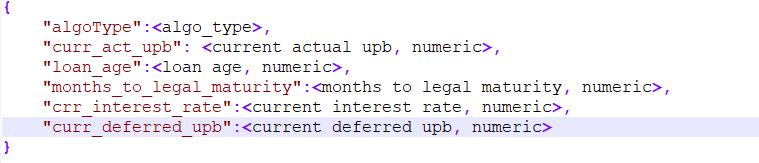 {
"algoType":<algo_type>,
"curr_act_upb": <current actual upb, numeric>,
"loan_age":<loan age, numeric>,
"months_to_legal_maturity":<months to legal maturity, numeric>,
"crr_interest_rate":<current interest rate, numeric>,
"curr_deferred_upb":<current deferred upb, numeric>
}